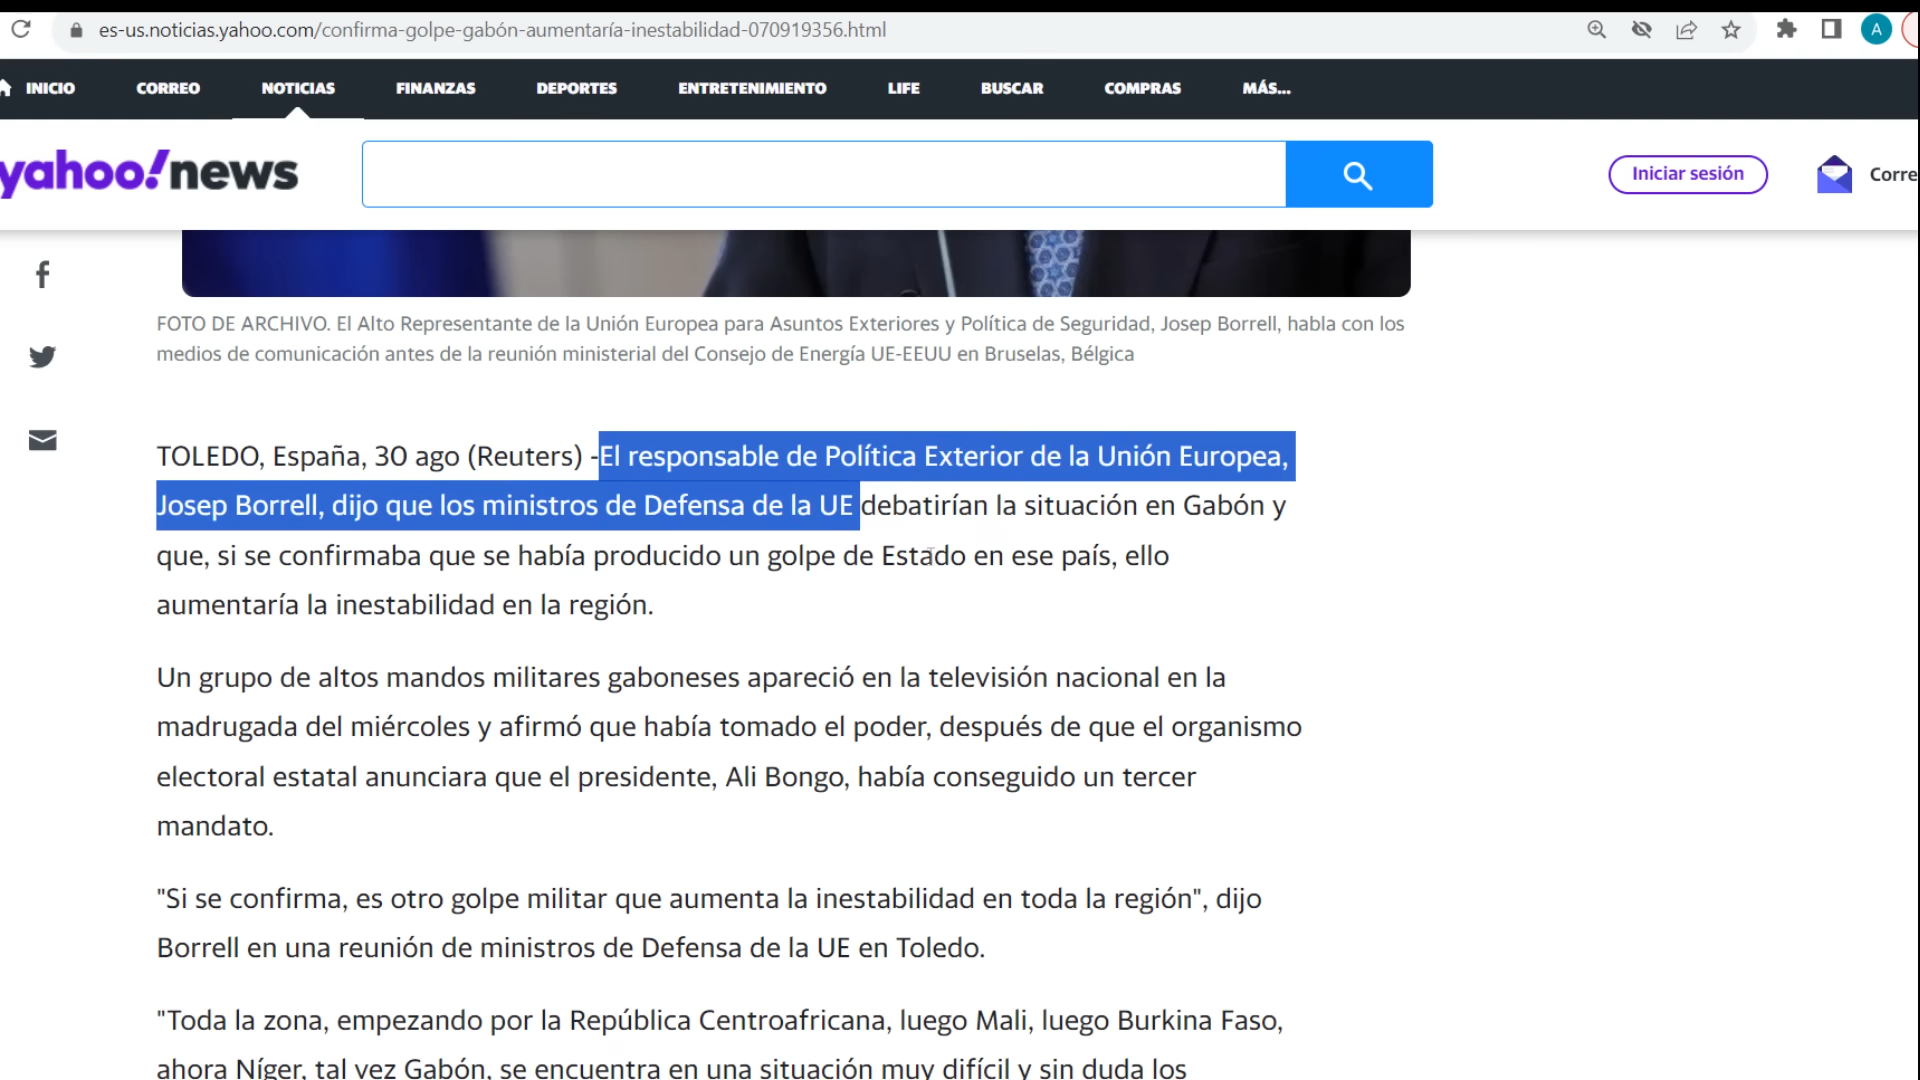 es-us.noticias.yahoo.com/confirma-golpe-gabón-aumentaría-inestabilidad-070919356.html
A
INICIO CORREO NOTICIAS FINANZAS DEPORTES ENTRETENIMIENTO LIFE BUSCAR COMPRAS MÁS...
yahoo!news
Iniciar sesión
Corre
FOTO DE ARCHIVO. El Alto Representante de la Unión Europea para Asuntos Exteriores y Política de Seguridad, Josep Borrell, habla con los
medios de comunicación antes de la reunión ministerial del Consejo de Energía UE-EEUU en Bruselas, Bélgica
TOLEDO, España, 30 ago (Reuters) -El responsable de Política Exterior de la Unión Europea,
Josep Borrell, dijo que los ministros de Defensa de la UE debatirían la situación en Gabón y
que, si se confirmaba que se había producido un golpe de Estado en ese país, ello
aumentaría la inestabilidad en la región.
Un grupo de altos mandos militares gaboneses apareció en la televisión nacional en la
madrugada del miércoles y afirmó que había tomado el poder, después de que el organismo
electoral estatal anunciara que el presidente, Ali Bongo, había conseguido un tercer
mandato.
"Si se confirma, es otro golpe militar que aumenta la inestabilidad en toda la región", dijo
Borrell en una reunión de ministros de Defensa de la UE en Toledo.
"Toda la zona, empezando por la República Centroafricana, luego Mali, luego Burkina Faso,
ahora Níger, tal vez Gabón, se encuentra en una situación muy difícil y sin duda los